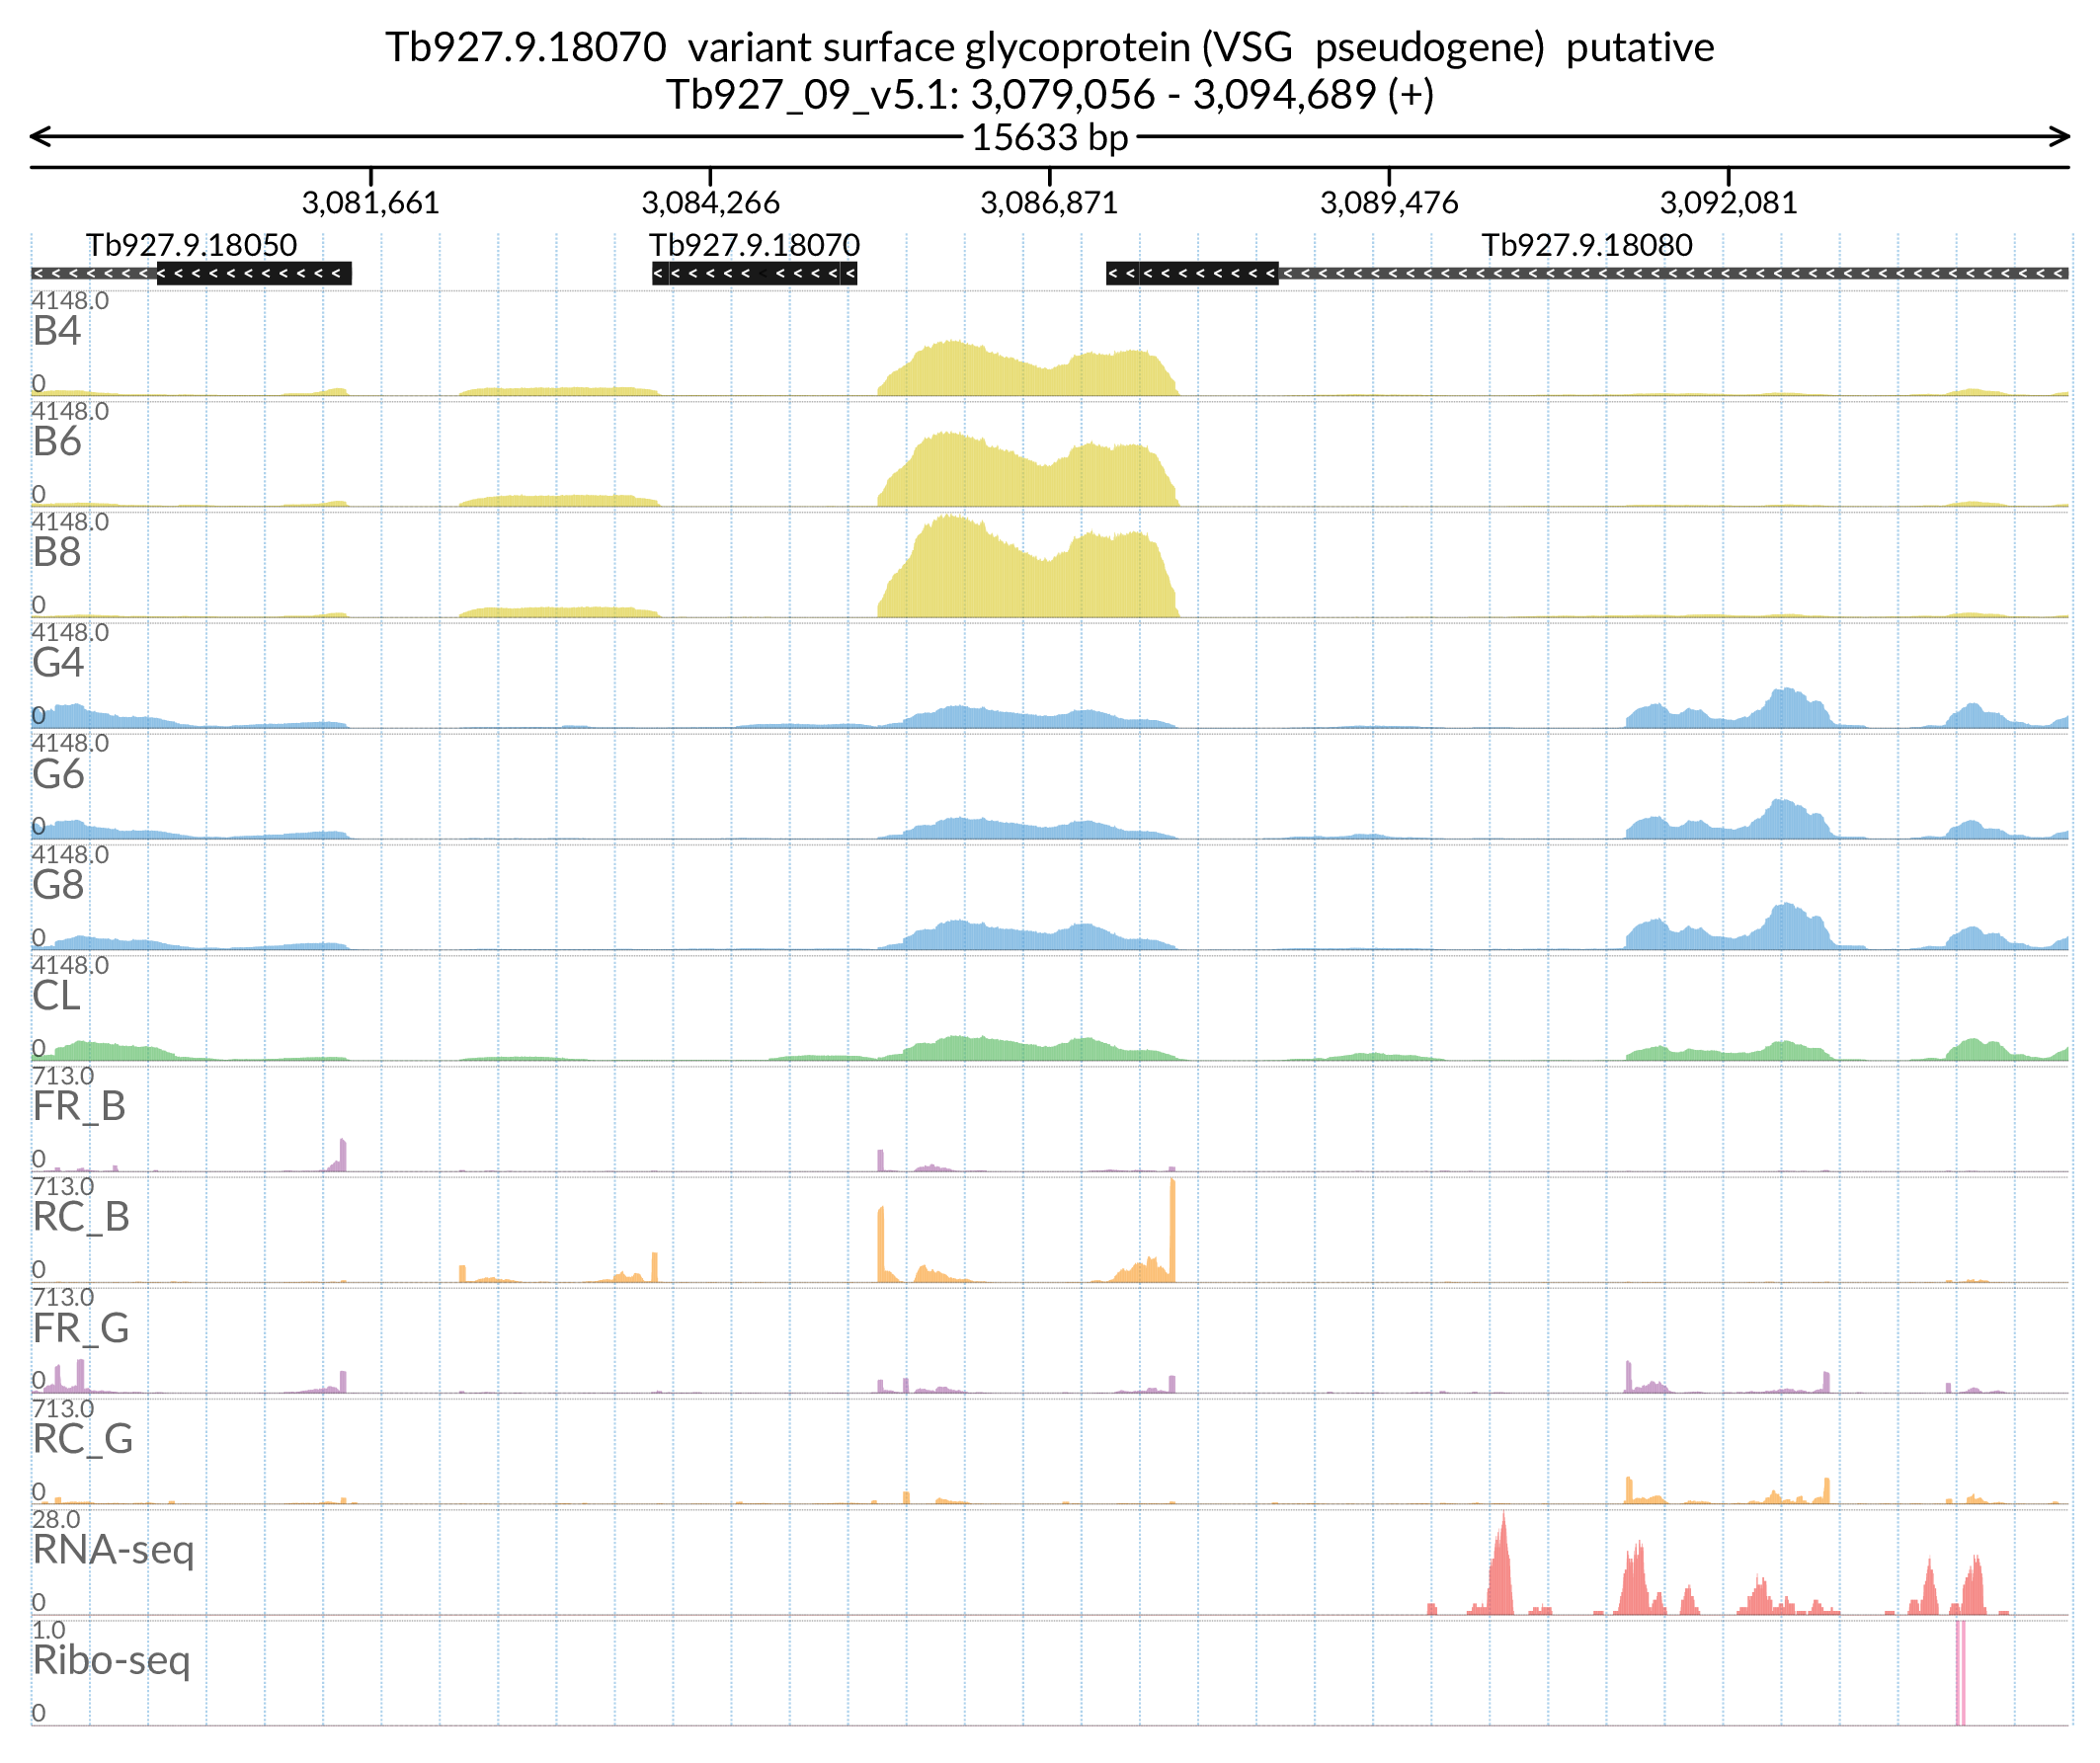 Tb927.9.18070 variant surface glycoprotein (VSG pseudogene) putative
Tb927_09_v5.1: 3,079,056 - 3,094,689 (+)
15633 bp
3,081,661 3,084,266 3,086,871 3,089,476 3,092,081
Tb927.9.18050 Tb927.9.18070 Tb927.9.18080
4148.0
B4
0
4148.0
B6
0
4148.0
B8
0
4148.0
G4
0
4148.0
G6
0
4148.0
G8
0
4148.0
CL
0
713.0
FR_B
0
713.0
RC_B
0
713.0
FR_G
0
713.0
RC_G
0
28.0
RNA-seq
0
1.0
Ribo-seq
0